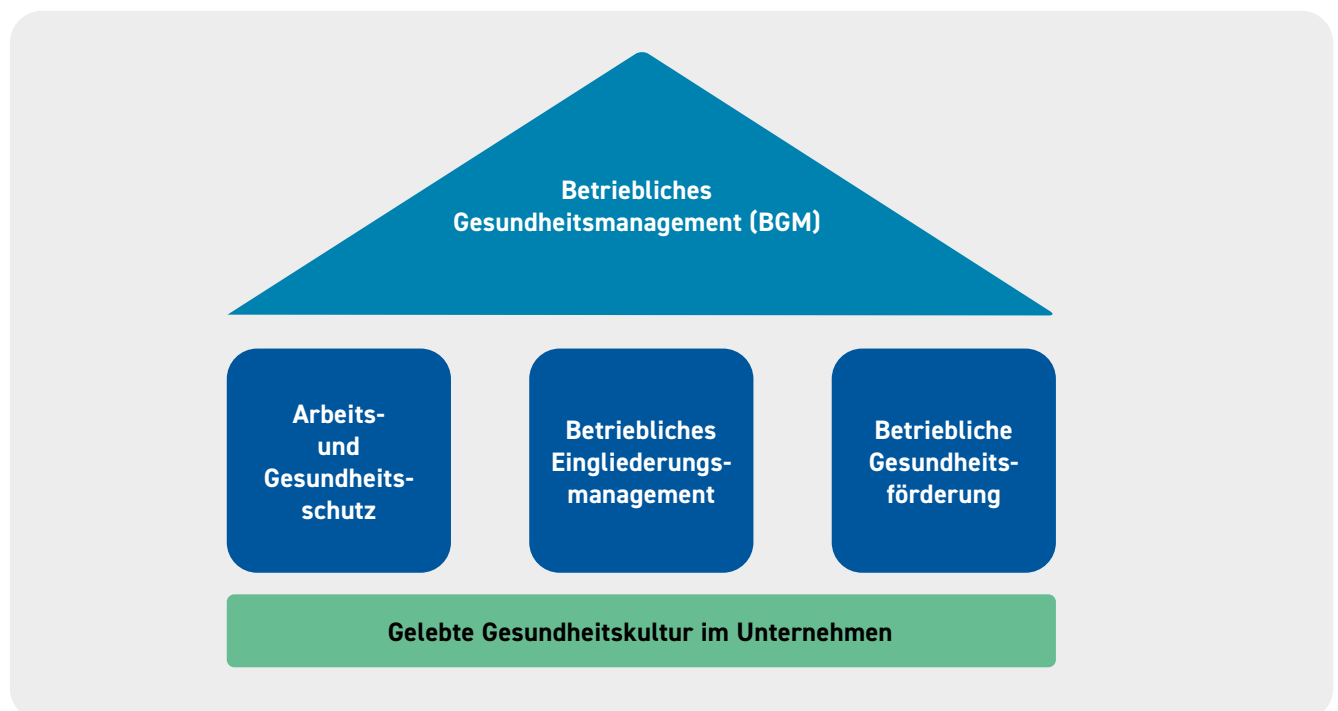 Betriebliches
Gesundheitsmanagement (BGM)
Arbeits-
und
Gesundheits-
schutz
Betriebliches
Eingliederungs-
management
Betriebliche
Gesundheits-
förderung
Gelebte Gesundheitskultur im Unternehmen